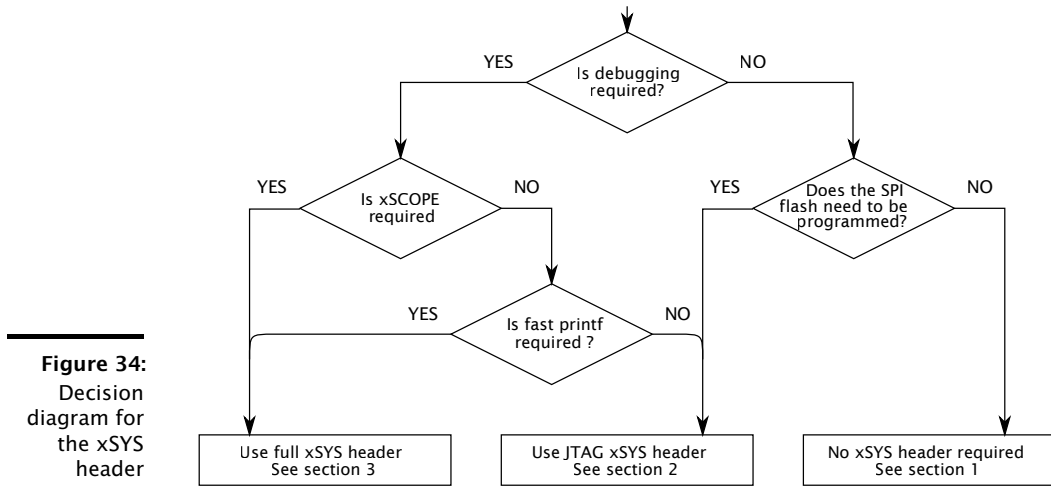 Is debugging
required?
YES
NO
Is xSCOPE
required
YES
NO
Does the SPI
flash need to be
programmed?
YES
NO
Is fast printf
required ?
YES
NO
Use full xSYS header
See section 3
Use JTAG xSYS header
See section 2
No xSYS header required
See section 1
Figure 34:
Decision
diagram for
the xSYS
header